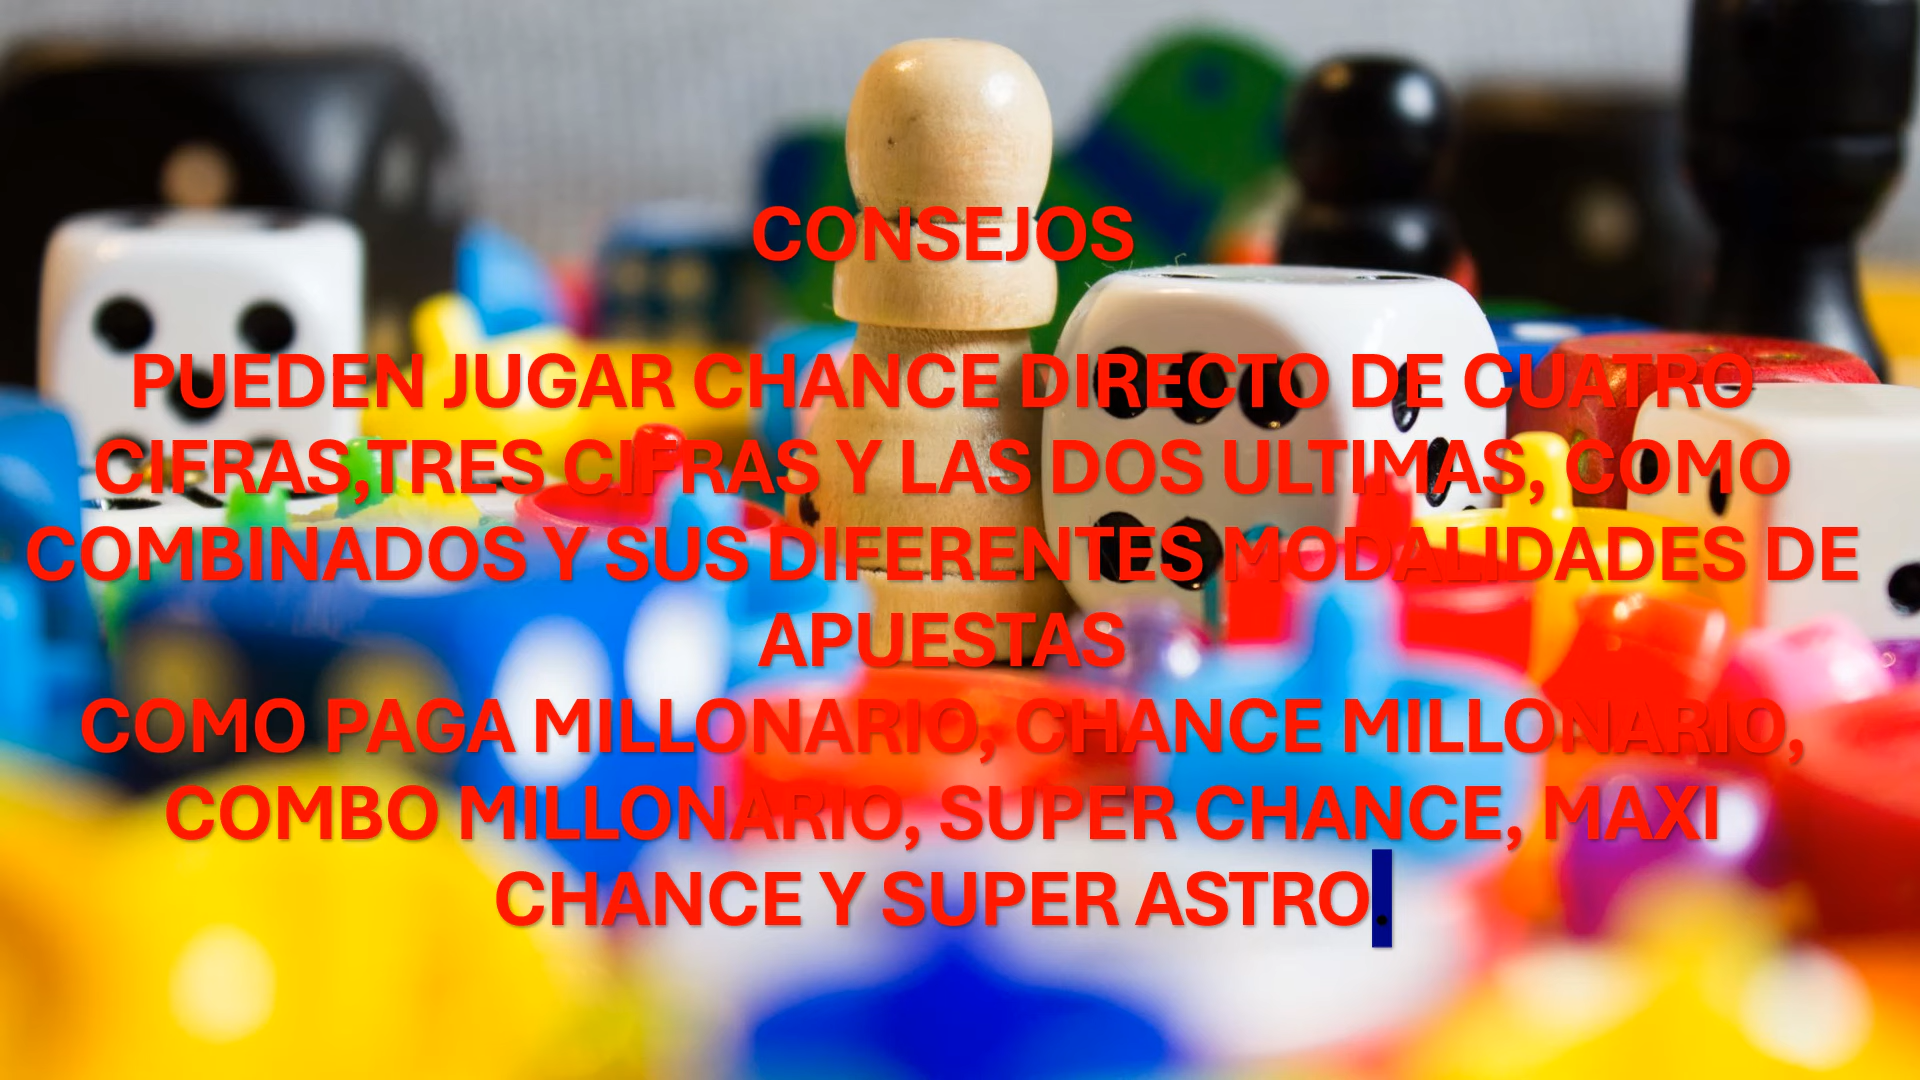 CONSEJOS
PUEDEN JUGAR CHANCE DIRECTO DE CUATRO
CIFRAS,TRES CIFRAS Y LAS DOS ULTIMAS, COMO
COMBINADOS Y SUS DIFERENTES MODALIDADES DE
APUESTAS
COMO PAGA MILLONARIO, CHANCE MILLONARIO,
COMBO MILLONARIO, SUPER CHANCE, MAXI
CHANCE Y SUPER ASTRO.